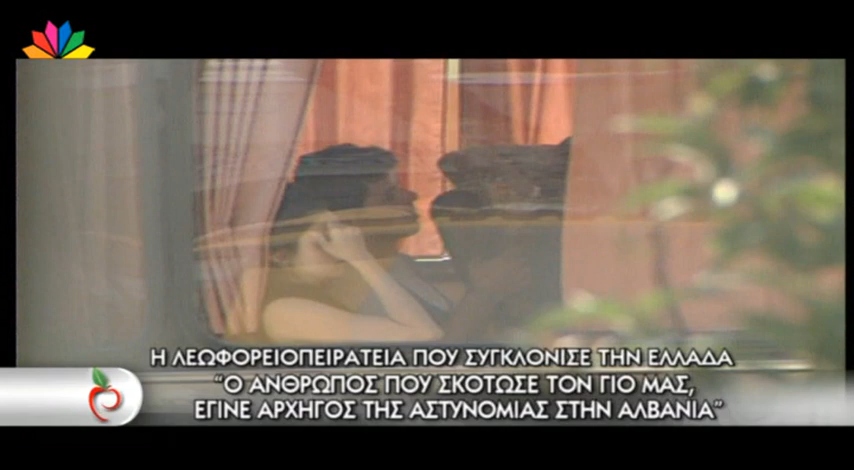 Η ΛΕΩΦΟΡΕΙΟΠΕΙΡΑΤΕΙΑ ΠΟΥ ΣΥΓΚΛΟΝΙΣΕ ΤΗΝ ΕΛΛΑΔΑ
“Ο ΑΝΘΡΩΠΟΣ ΠΟΥ ΣΚΟΤΩΣΕ ΤΟΝ ΓΙΟ ΜΑΣ,
ΕΓΙΝΕ ΑΡΧΗΓΟΣ ΤΗΣ ΑΣΤΥΝΟΜΙΑΣ ΣΤΗΝ ΑΛΒΑΝΙΑ”